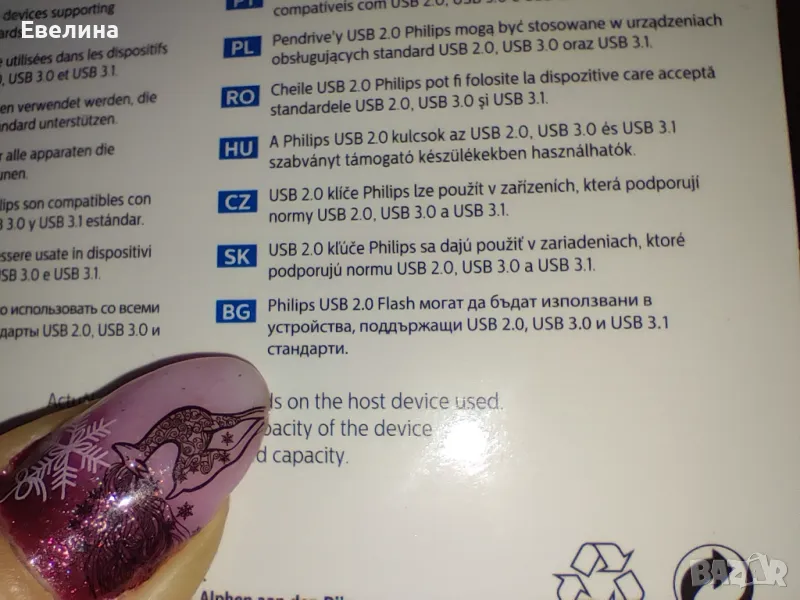 devices supporting
Евелина
utilisées dans les dispositifs
USB 3.0 et USB 3.1.
en verwendet werden, die
ndard unterstützen.
alle apparaten die
unen.
lips son compatibles con
3.0 y USB 3.1 estándar.
essere usate in dispositivi
SB 3.0 e USB 3.1.
о использовать со всеми
дарты USB 2.0, USB 3.0 и
PT
compatíveis com USB 2.0,
PL Pendrive'y USB 2.0 Philips mogą być stosowane w urządzeniach
obsługujących standard USB 2.0, USB 3.0 oraz USB 3.1.
RO Cheile USB 2.0 Philips pot fi folosite la dispozitive care acceptă
standardele USB 2.0, USB 3.0 și USB 3.1.
HU A Philips USB 2.0 kulcsok az USB 2.0, USB 3.0 és USB 3.1
szabványt támogató készülékekben használhatók.
CZ USB 2.0 klíče Philips lze použít v zařízeních, která podporují
normy USB 2.0, USB 3.0 a USB 3.1.
SK USB 2.0 kľúče Philips sa dajú použiť v zariadeniach, ktoré
podporujú normu USB 2.0, USB 3.0 a USB 3.1.
BG Philips USB 2.0 Flash могат да бъдат използвани в
устройства, поддържащи USB 2.0, USB 3.0 и USB 3.1
стандарти.
ds on the host device used.
pacity of the device
d capacity.
Alphen aan den
BAZAR